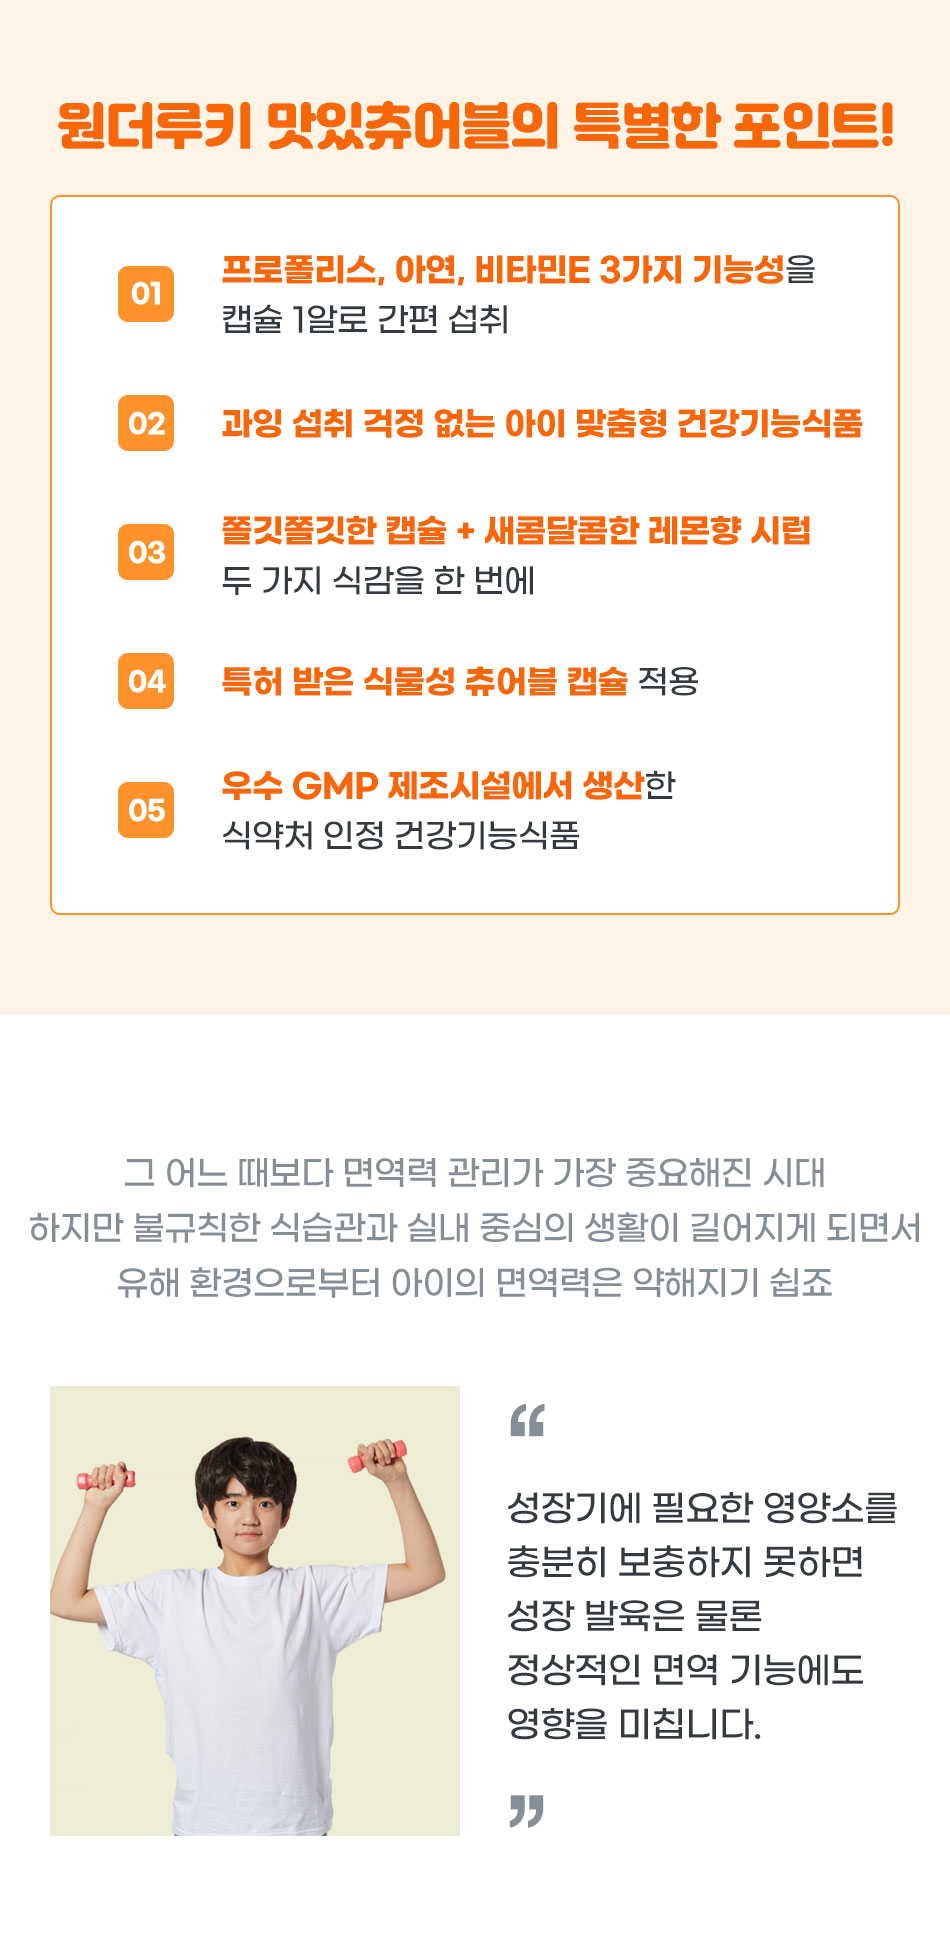 원더루키 맛있츄어블의 특별한 포인트!
01
프로폴리스, 아연, 비타민E 3가지 기능성을
캡슐 1알로 간편 섭취
02
과잉 섭취 걱정 없는 아이 맞춤형 건강기능식품
03
쫄깃쫄깃한 캡슐 + 새콤달콤한 레몬향 시럽
두 가지 식감을 한 번에
04
특허 받은 식물성 츄어블 캡슐 적용
05
우수 GMP 제조시설에서 생산한
식약처 인정 건강기능식품
그 어느 때보다 면역력 관리가 가장 중요해진 시대
하지만 불규칙한 식습관과 실내 중심의 생활이 길어지게 되면서
유해 환경으로부터 아이의 면역력은 약해지기 쉽죠
“
성장기에 필요한 영양소를
충분히 보충하지 못하면
성장 발육은 물론
정상적인 면역 기능에도
영향을 미칩니다.
”